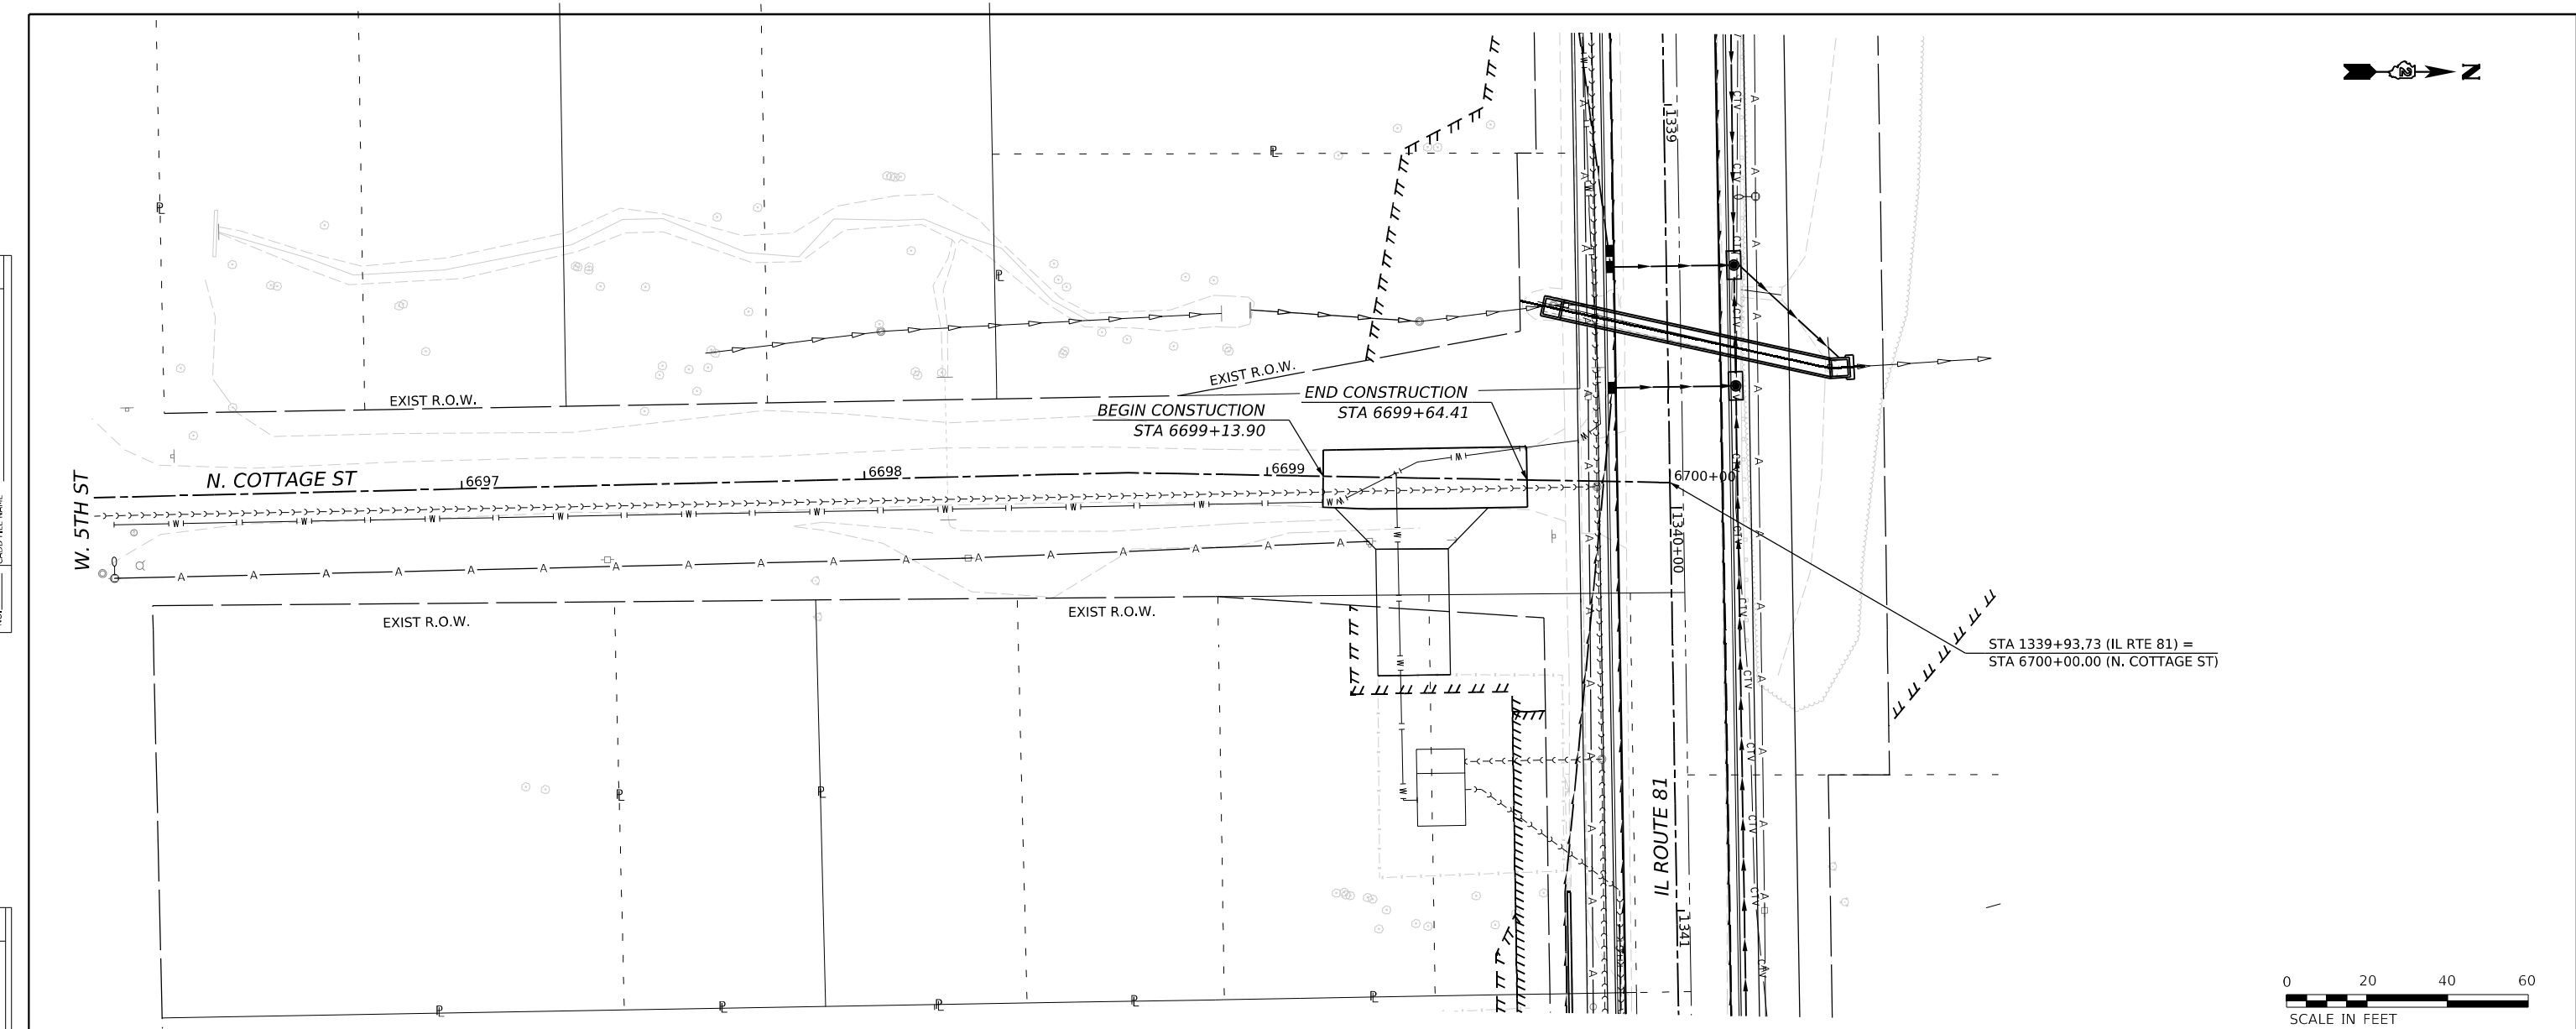 N
1339
EXIST R.O.W.
EXIST R.O.W.
BEGIN CONSTUCTION
STA 6699+13.90
END CONSTRUCTION
STA 6699+64.41
W. 5TH ST
N. COTTAGE ST
6697
6698
6699
6700+00
1340+00
EXIST R.O.W.
EXIST R.O.W.
STA 1339+93,73 (IL RTE 81) =
STA 6700+00.00 (N. COTTAGE ST)
IL ROUTE 81
1341
0 20 40 60
SCALE IN FEET